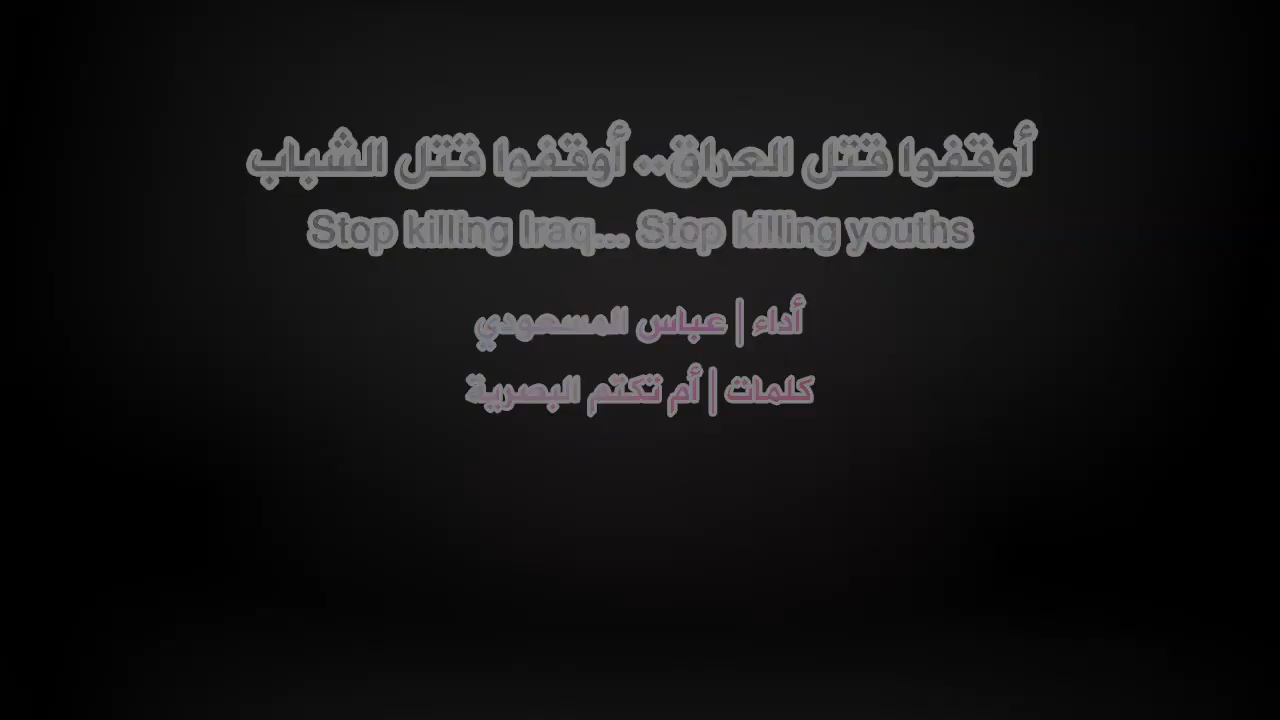 أوقفوا قتل العراق.. أوقفوا قتل الشباب
Stop killing Iraq... Stop killing youths
أداء | عباس المسعودي
كلمات | أم تكتم البصرية